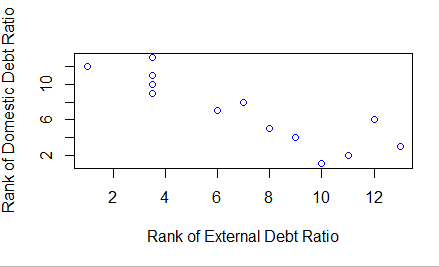 Rank of Domestic Debt Ratio
10
6
2
2 4 6 8 10 12
Rank of External Debt Ratio